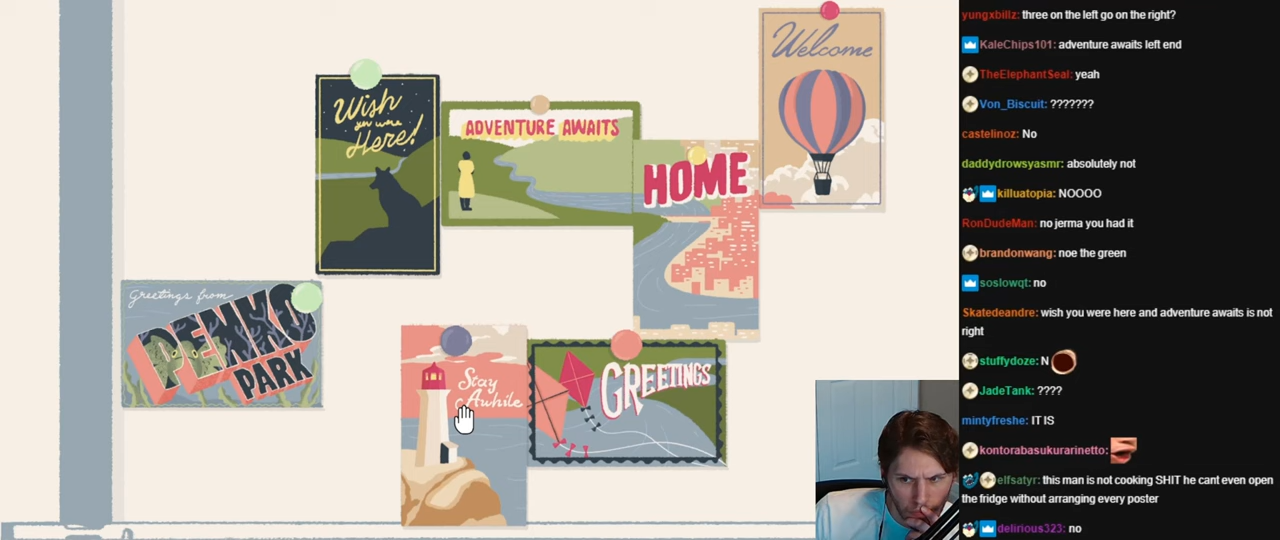 Welcome
Wish
you were
Here!
ADVENTURE AWAITS
HOME
Greetings from
PENNS
PARK
Stay
Awhile
GREETINGS
yungxbillz: three on the left go on the right?
KaleChips101: adventure awaits left end
TheElephantSeal: yeah
Von_Biscuit: ???????
castelinoz: No
daddydrowsyasmr: absolutely not
killuatopia: NOOOO
RonDudeMan: no jerma you had it
brandonwang: noe the green
soslowqt: no
Skatedeandre: wish you were here and adventure awaits is not
right
stuffydoze: N
JadeTank: ????
mintyfreshe: IT IS
kontorabasukurarinetto:
elfsatyr: this man is not cooking SHIT he cant even open
the fridge without arranging every poster
delirious323: no